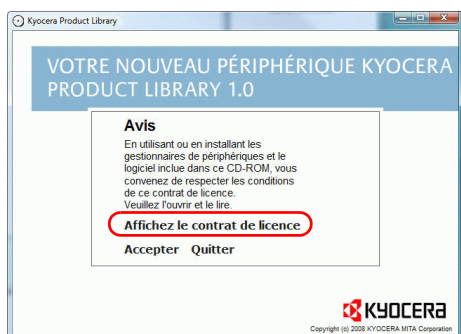 Kyocera Product Library
VOTRE NOUVEAU PÉRIPHÉRIQUE KYOCERA
PRODUCT LIBRARY 1.0
Avis
En utilisant ou en installant les
gestionnaires de périphériques et le
logiciel inclue dans ce CD-ROM, vous
convenez de respecter les conditions
de ce contrat de licence.
Veuillez l'ouvrir et le lire.
Affichez le contrat de licence
Accepter Quitter
KYOCERA
Copyright (c) 2008 KYOCERA MITA Corporation